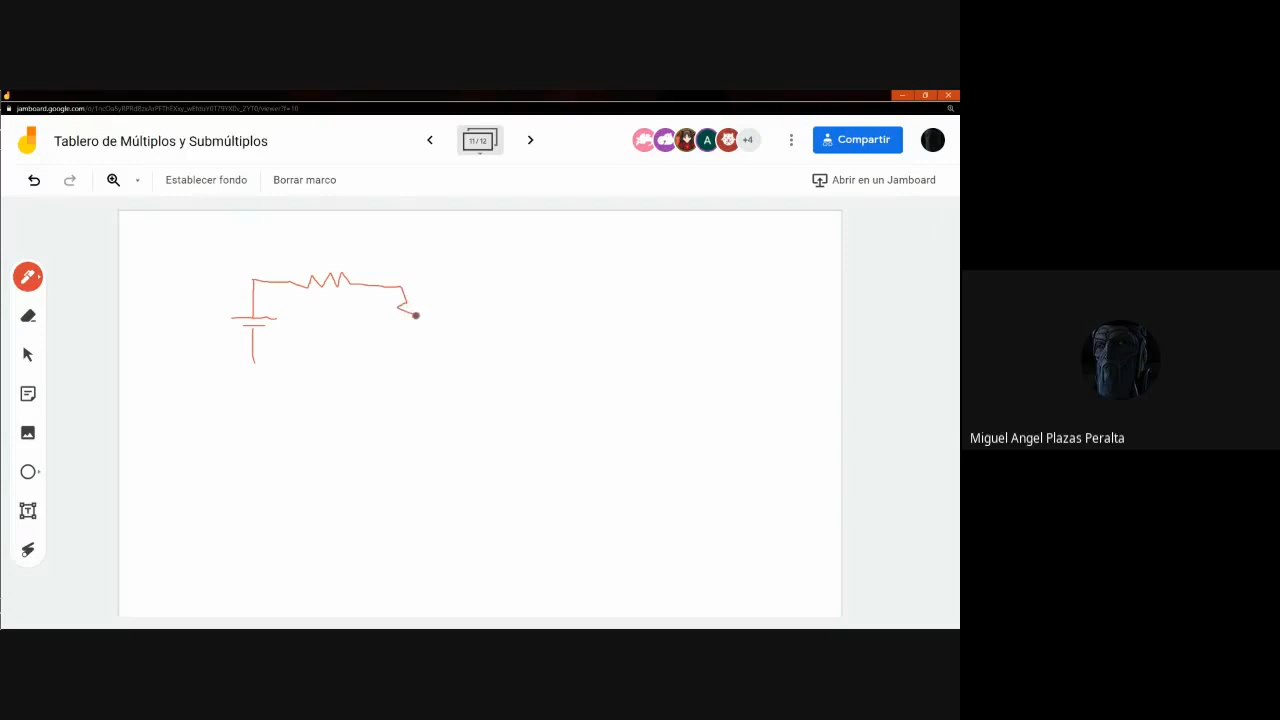 Tablero de Múltiplos y Submúltiplos
11 / 12
A
+4
Compartir
Establecer fondo
Borrar marco
Abrir en un Jamboard
T
Miguel Angel Plazas Peralta